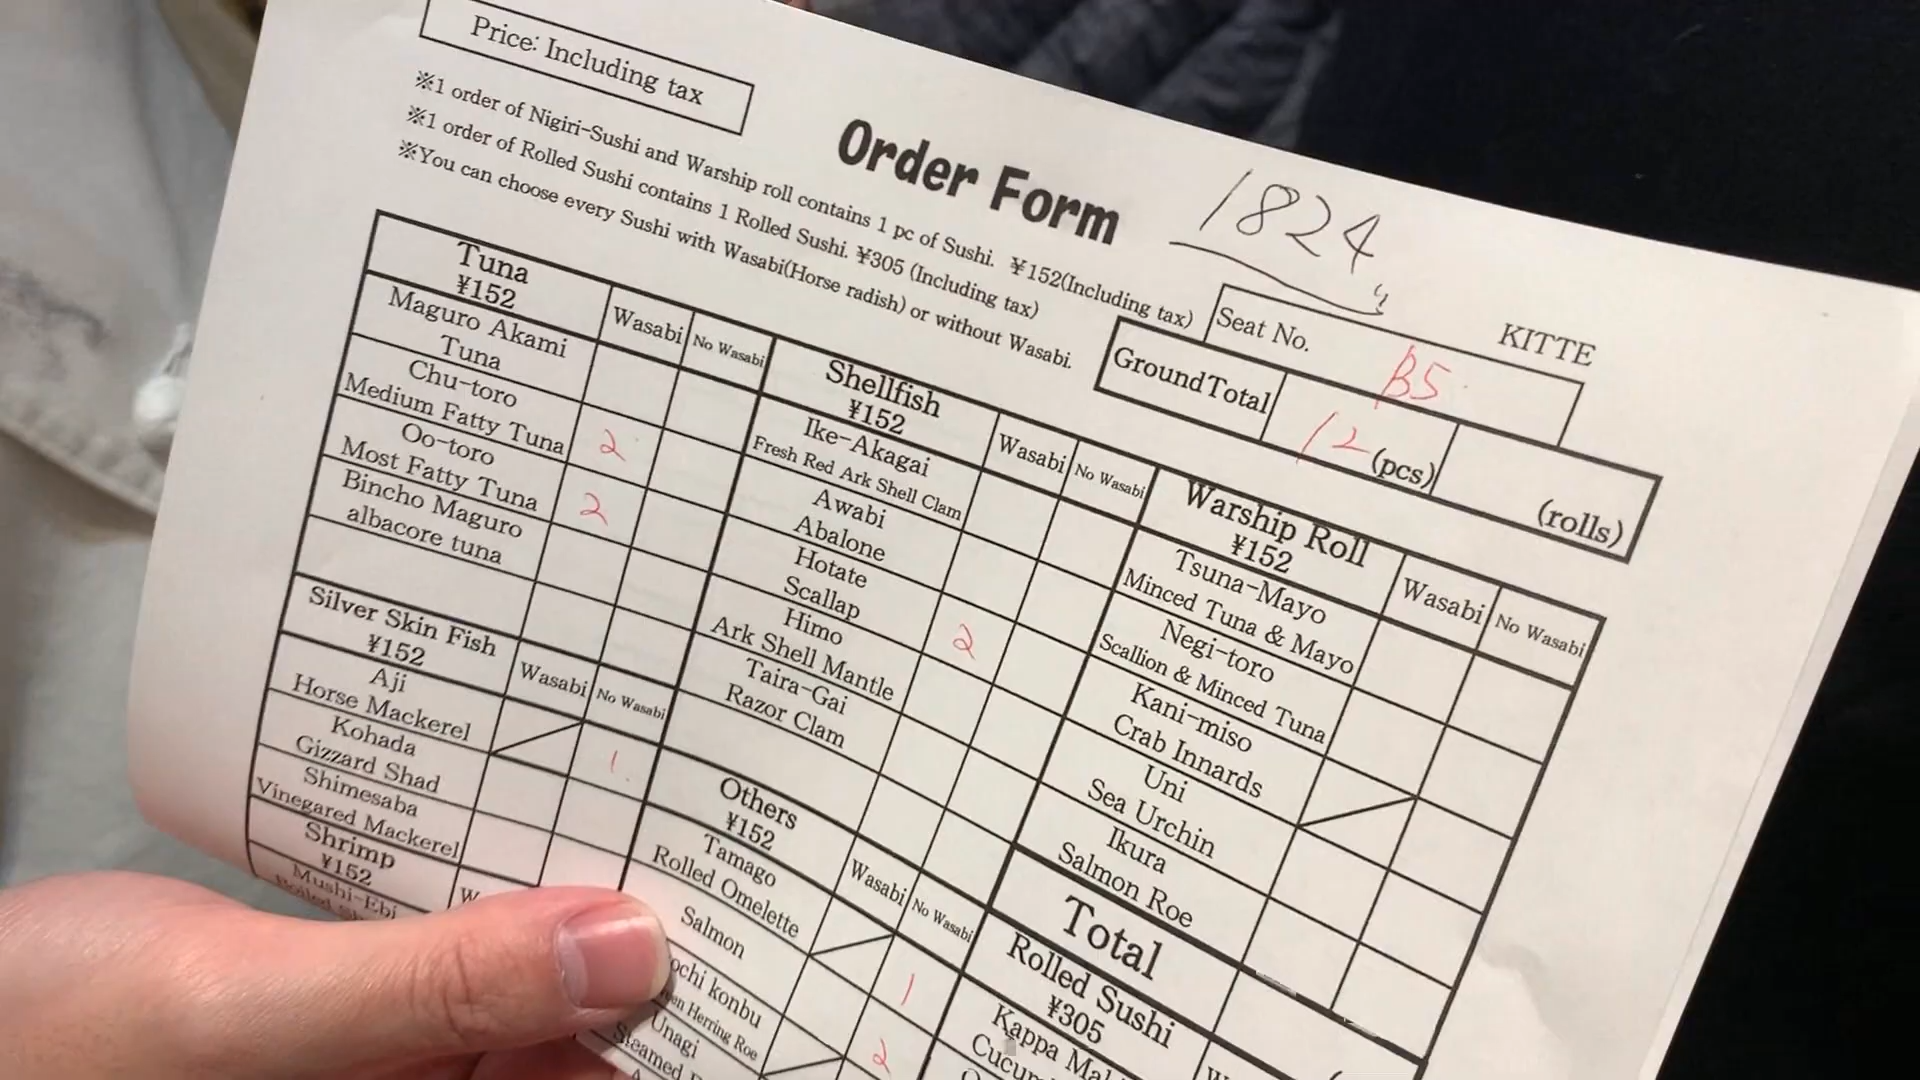 Price: Including tax
※1 order of Nigiri-Sushi and Warship roll contains 1 pc of Sushi. ¥152(Including tax)
※1 order of Rolled Sushi contains 1 Rolled Sushi. ¥305 (Including tax)
※You can choose every Sushi with Wasabi(Horse radish) or without Wasabi.
Order Form
1824
KITTE
Seat No. B5
GroundTotal 12 (pcs) (rolls)
Tuna
¥152
Wasabi No Wasabi
Maguro Akami
Tuna
Chu-toro
Medium Fatty Tuna 2
Oo-toro
Most Fatty Tuna 2
Bincho Maguro
albacore tuna
Silver Skin Fish
¥152
Wasabi No Wasabi
Aji
Horse Mackerel 1
Kohada
Gizzard Shad
Shimesaba
Vinegared Mackerel
Shrimp
¥152
Mushi-Ebi
Shellfish
¥152
Wasabi No Wasabi
Ike-Akagai
Fresh Red Ark Shell Clam
Awabi
Abalone
Hotate
Scallap 2
Himo
Ark Shell Mantle
Taira-Gai
Razor Clam
Others
¥152
Wasabi No Wasabi
Tamago
Rolled Omelette 1
Salmon 2
konbu
Herring Roe
Unagi
Steamed
Warship Roll
¥152
Wasabi No Wasabi
Tsuna-Mayo
Minced Tuna & Mayo
Negi-toro
Scallion & Minced Tuna
Kani-miso
Crab Innards
Uni
Sea Urchin
Ikura
Salmon Roe
Total
Rolled Sushi
¥305
Kappa